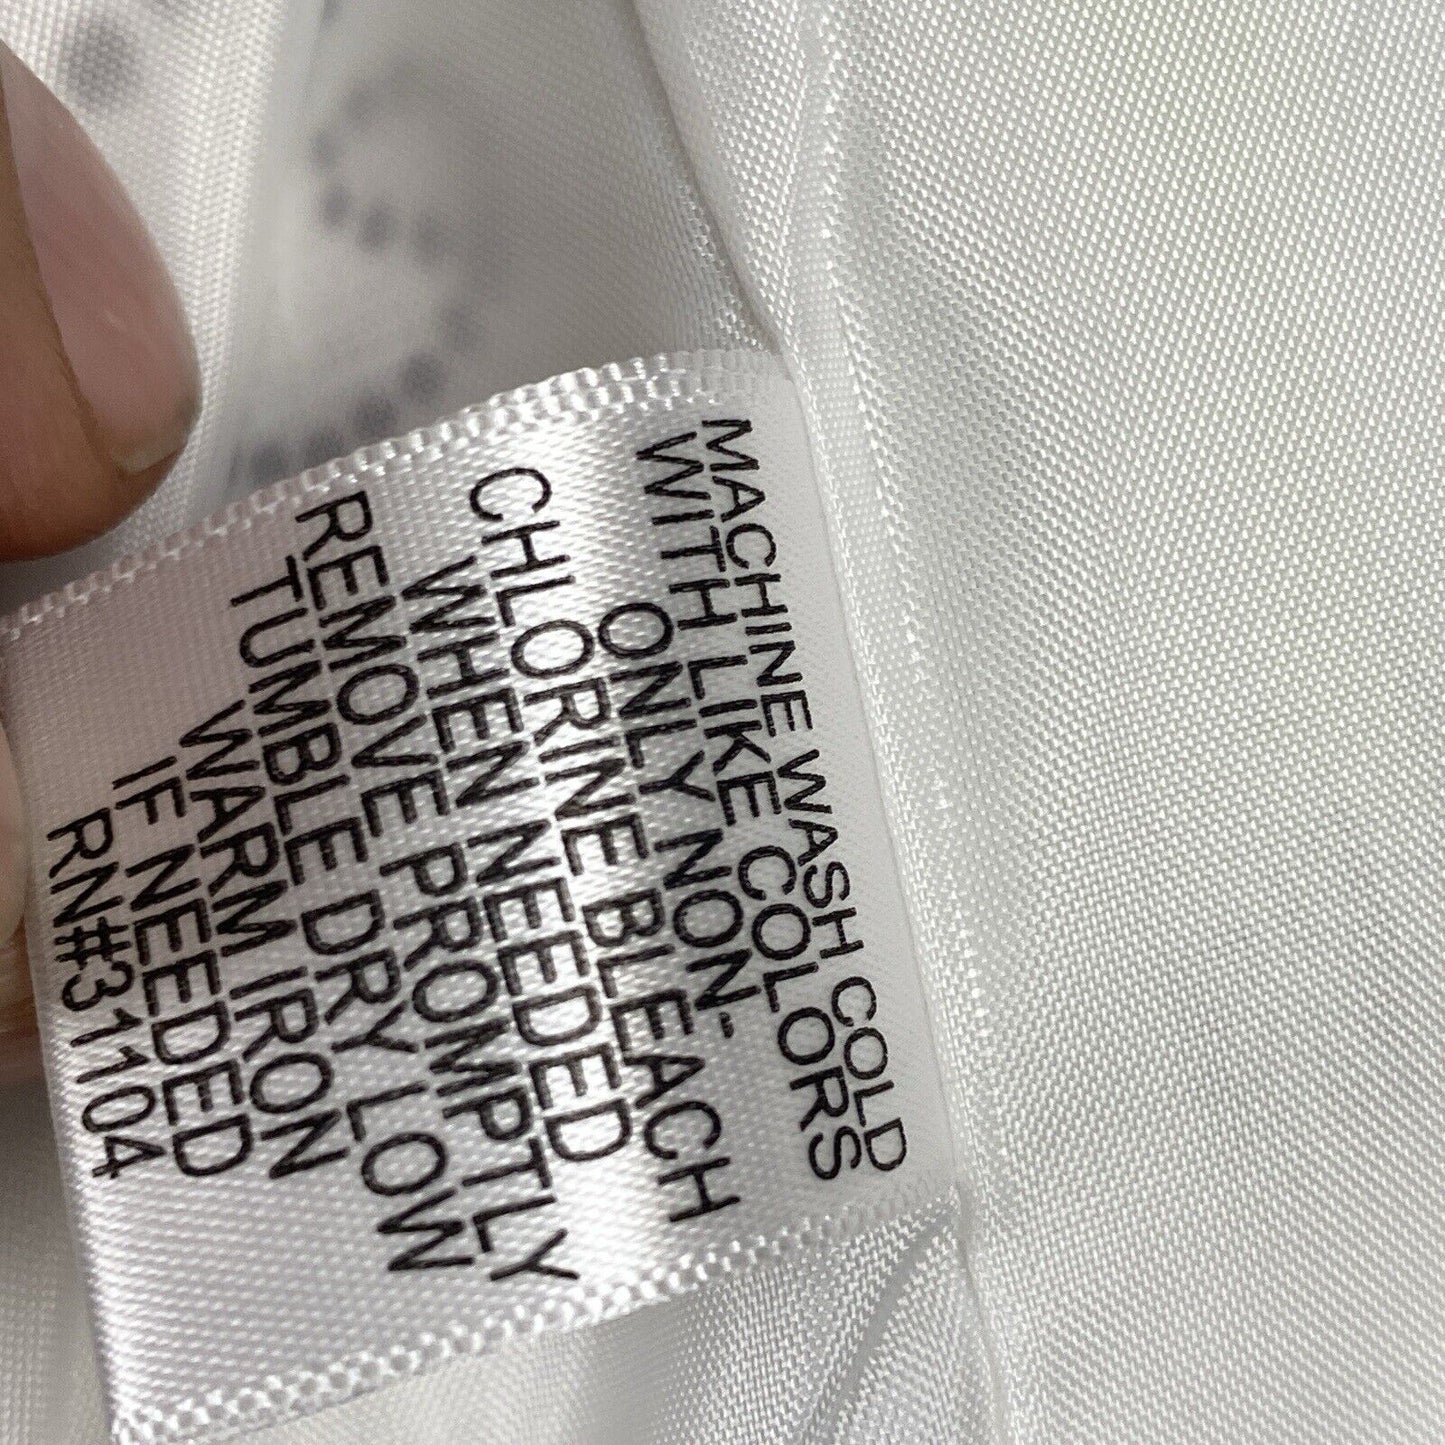 MACHINE WASH COLD
WITH LIKE COLORS
ONLY NON-
CHLORINE BLEACH
WHEN NEEDED
REMOVE PROMPTLY
TUMBLE DRY LOW
WARM IRON
IF NEEDED
RN#31104